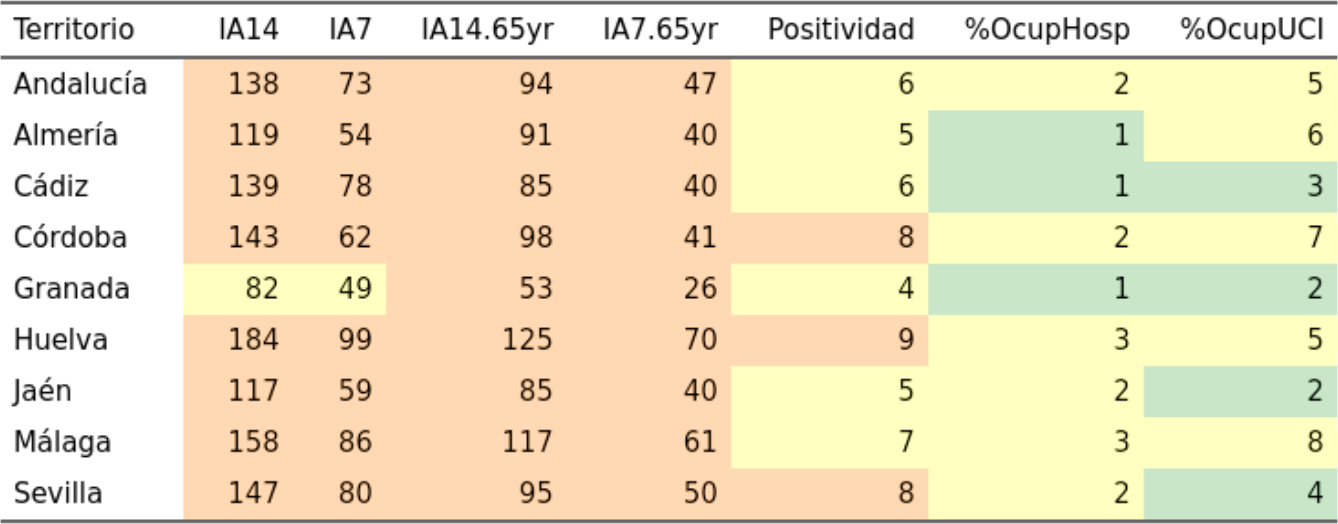 Territorio IA14 IA7 IA14.65yr IA7.65yr Positividad %OcupHosp %OcupUCI
Andalucía 138 73 94 47 6 2 5
Almería 119 54 91 40 5 1 6
Cádiz 139 78 85 40 6 1 3
Córdoba 143 62 98 41 8 2 7
Granada 82 49 53 26 4 1 2
Huelva 184 99 125 70 9 3 5
Jaén 117 59 85 40 5 2 2
Málaga 158 86 117 61 7 3 8
Sevilla 147 80 95 50 8 2 4